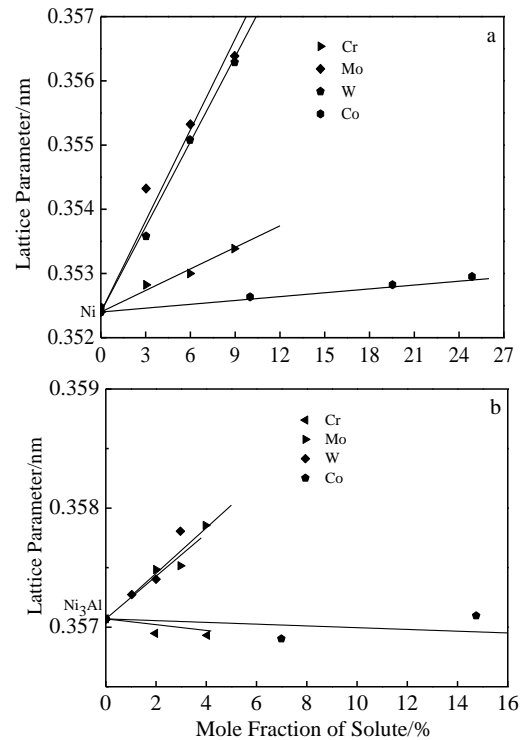 0.357
0.356
0.355
0.354
0.353
0.352
Ni
Lattice Parameter/nm
a
Cr
Mo
W
Co
0 3 6 9 12 15 18 21 24 27
0.359
0.358
0.357
Ni3Al
Lattice Parameter/nm
b
Cr
Mo
W
Co
0 2 4 6 8 10 12 14 16
Mole Fraction of Solute/%